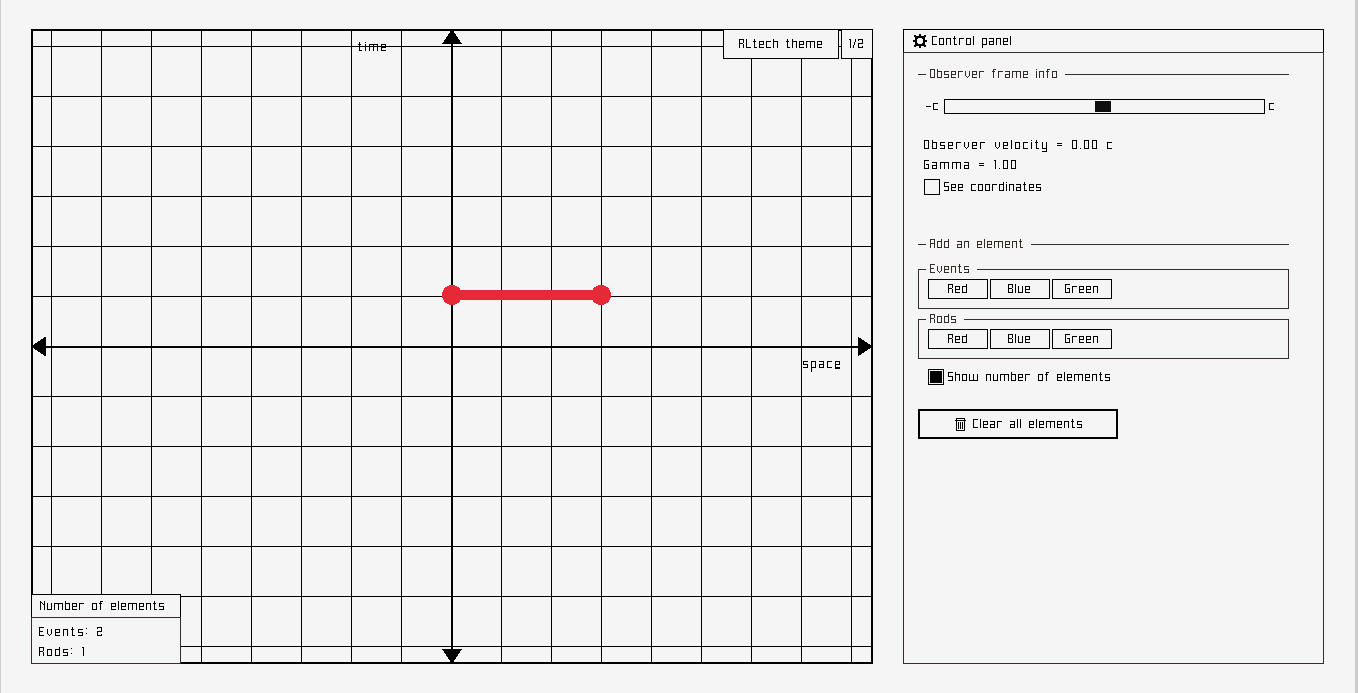 time
RLtech theme
1/2
space
Number of elements
Events: 2
Rods: 1
Control panel
Observer frame info
-c
c
Observer velocity = 0.00 c
Gamma = 1.00
See coordinates
Add an element
Events
Red Blue Green
Rods
Red Blue Green
Show number of elements
Clear all elements